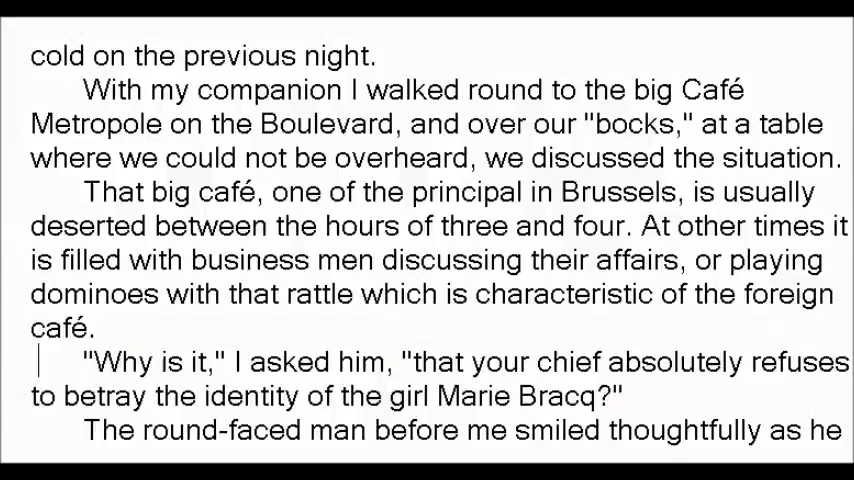 cold on the previous night.
With my companion I walked round to the big Café
Metropole on the Boulevard, and over our "bocks," at a table
where we could not be overheard, we discussed the situation.
That big café, one of the principal in Brussels, is usually
deserted between the hours of three and four. At other times it
is filled with business men discussing their affairs, or playing
dominoes with that rattle which is characteristic of the foreign
café.
"Why is it," I asked him, "that your chief absolutely refuses
to betray the identity of the girl Marie Bracq?"
The round-faced man before me smiled thoughtfully as he